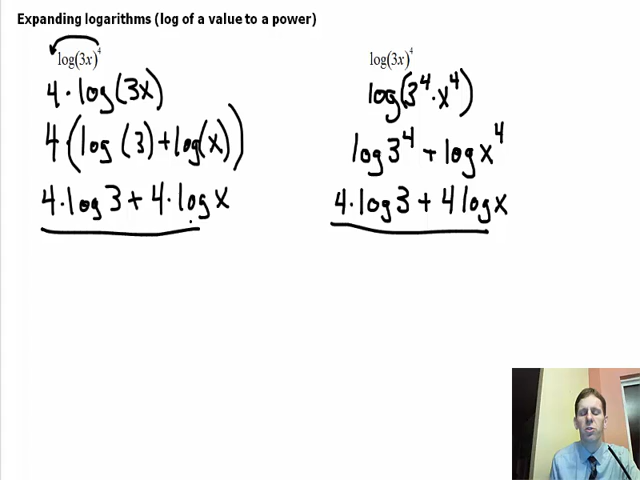 Expanding logarithms (log of a value to a power)
log(3x)⁴
4 · log(3x)
4(log(3)+log(x))
4·log3 + 4·logx
log(3x)⁴
log(3⁴·x⁴)
log3⁴ + logx⁴
4·log3 + 4logx